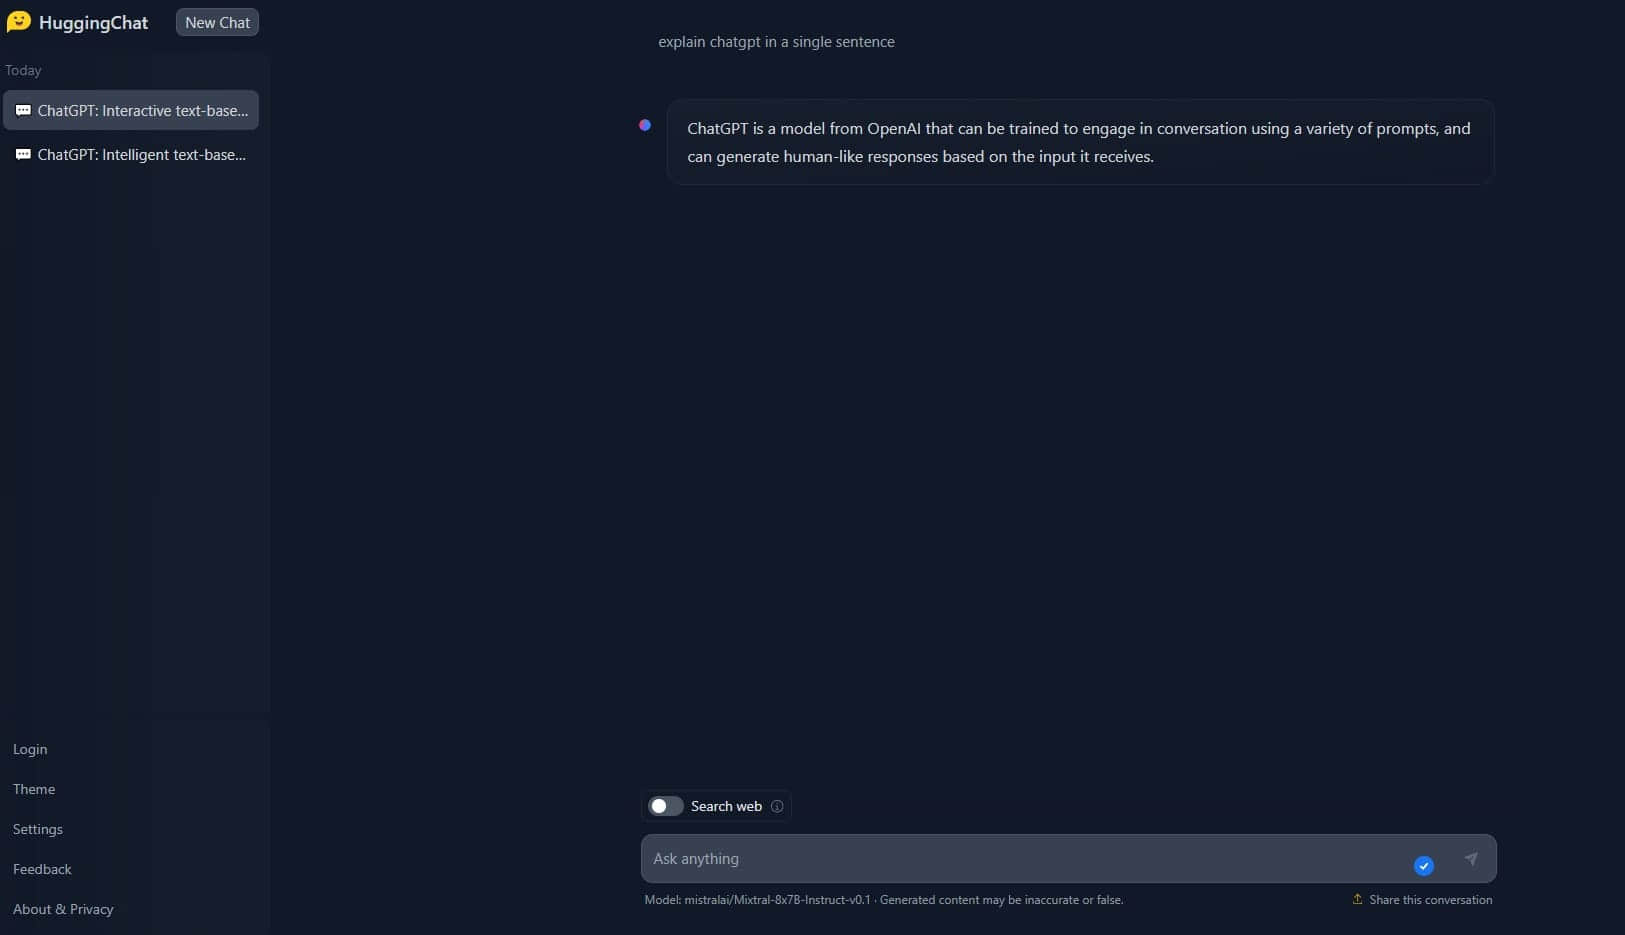 HuggingChat
New Chat
Today
ChatGPT: Interactive text-base...
ChatGPT: Intelligent text-base...
Login
Theme
Settings
Feedback
About & Privacy
explain chatgpt in a single sentence
ChatGPT is a model from OpenAI that can be trained to engage in conversation using a variety of prompts, and
can generate human-like responses based on the input it receives.
Search web
Ask anything
Model: mistralai/Mixtral-8x7B-Instruct-v0.1 · Generated content may be inaccurate or false.
Share this conversation